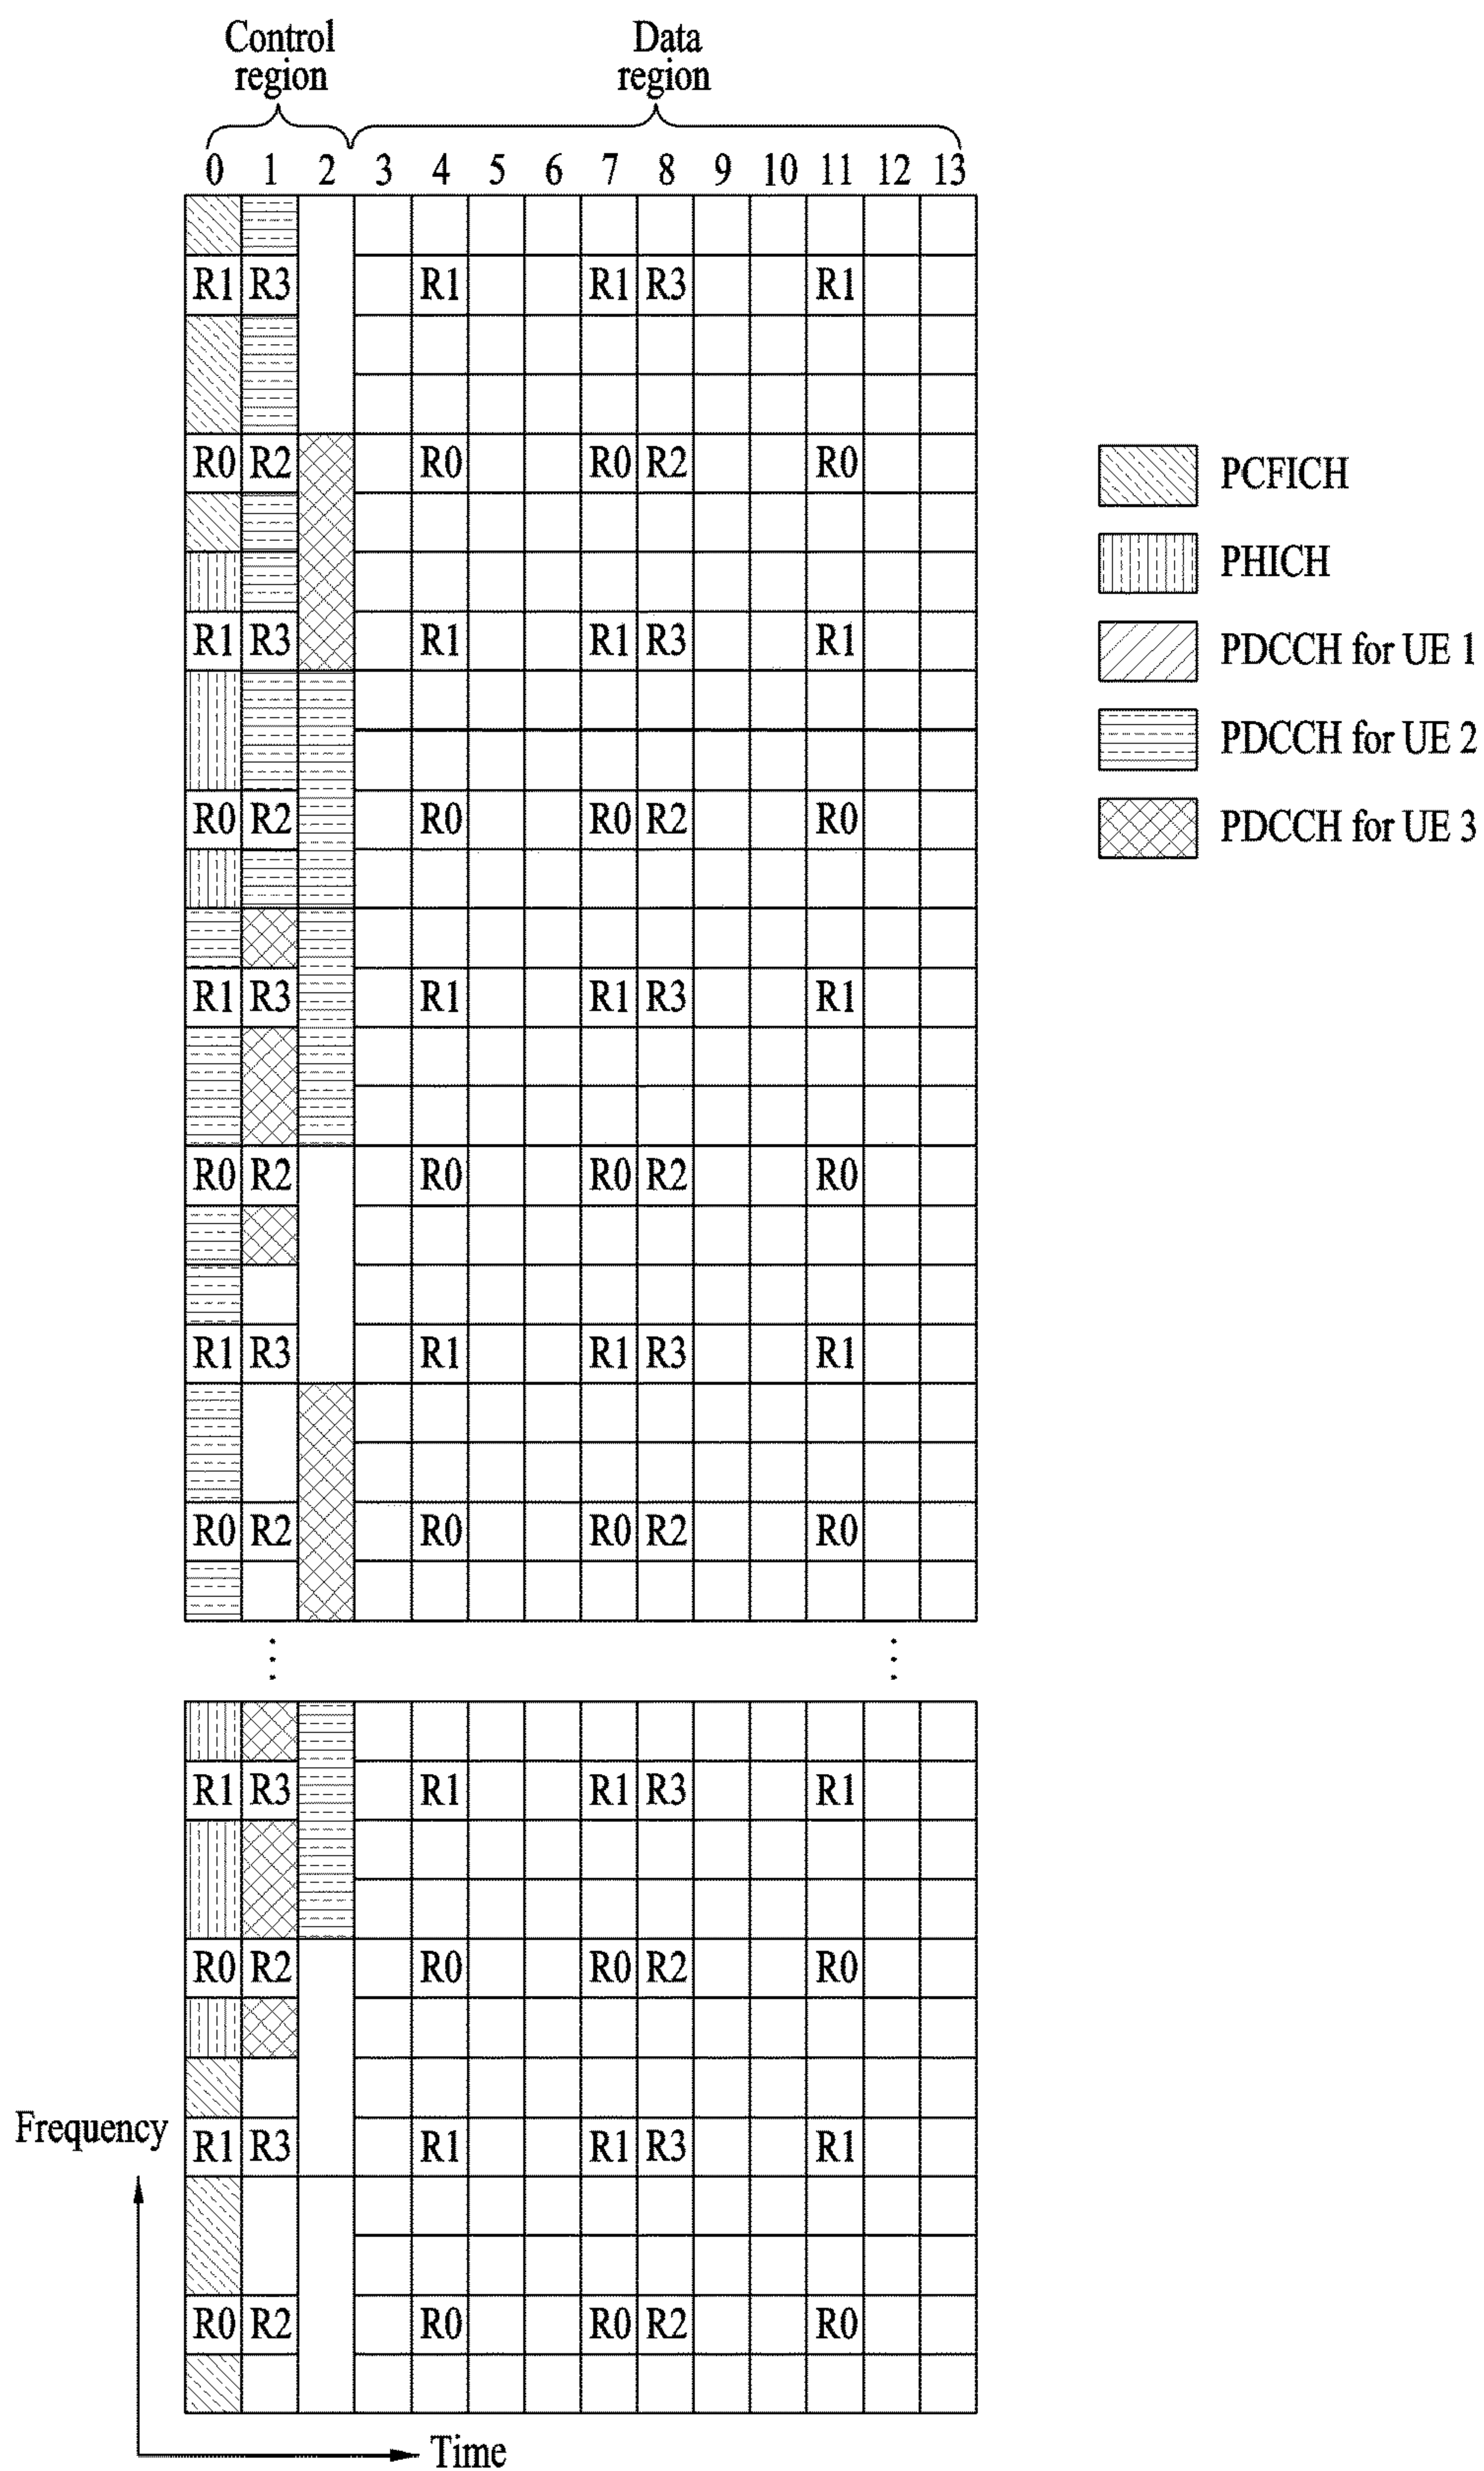 Control region
Data region
0 1 2 3 4 5 6 7 8 9 10 11 12 13
R1 R3 R1 R1 R3 R1
R0 R2 R0 R0 R2 R0
R1 R3 R1 R1 R3 R1
R0 R2 R0 R0 R2 R0
R1 R3 R1 R1 R3 R1
R0 R2 R0 R0 R2 R0
R1 R3 R1 R1 R3 R1
R0 R2 R0 R0 R2 R0
R1 R3 R1 R1 R3 R1
R0 R2 R0 R0 R2 R0
R1 R3 R1 R1 R3 R1
R0 R2 R0 R0 R2 R0
PCFICH
PHICH
PDCCH for UE 1
PDCCH for UE 2
PDCCH for UE 3
Frequency
Time